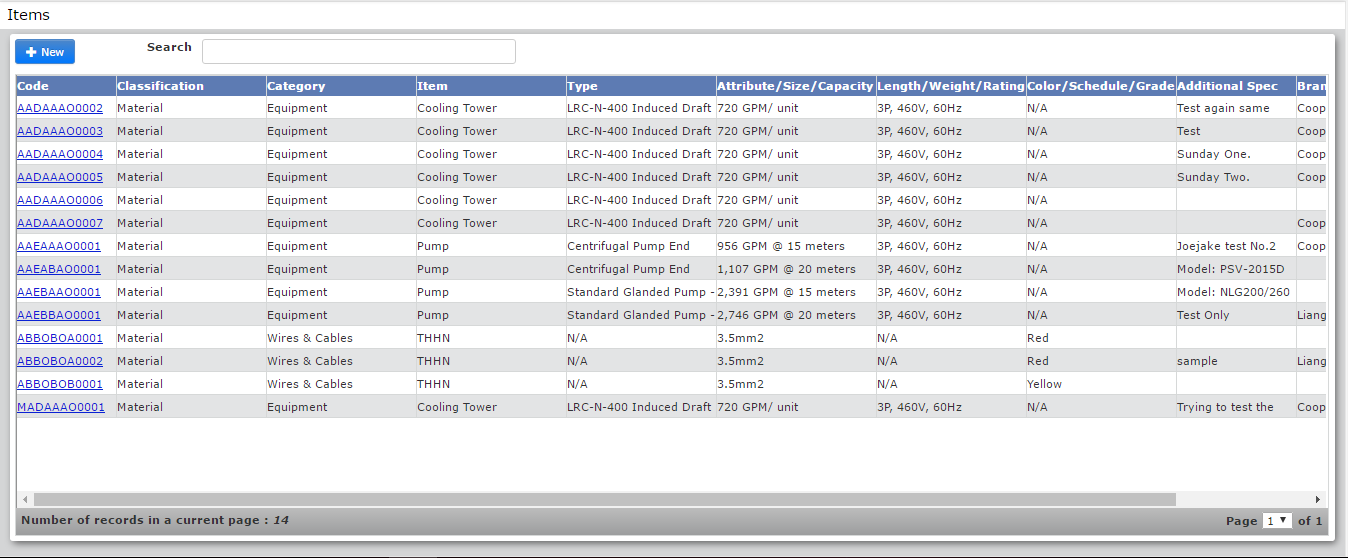 Items
New Search
Code Classification Category Item Type Attribute/Size/Capacity Length/Weight/Rating Color/Schedule/Grade Additional Spec Bran
AADAAAO0002 Material Equipment Cooling Tower LRC-N-400 Induced Draft 720 GPM/ unit 3P, 460V, 60Hz N/A Test again same Coop
AADAAAO0003 Material Equipment Cooling Tower LRC-N-400 Induced Draft 720 GPM/ unit 3P, 460V, 60Hz N/A Test Coop
AADAAAO0004 Material Equipment Cooling Tower LRC-N-400 Induced Draft 720 GPM/ unit 3P, 460V, 60Hz N/A Sunday One. Coop
AADAAAO0005 Material Equipment Cooling Tower LRC-N-400 Induced Draft 720 GPM/ unit 3P, 460V, 60Hz N/A Sunday Two. Coop
AADAAAO0006 Material Equipment Cooling Tower LRC-N-400 Induced Draft 720 GPM/ unit 3P, 460V, 60Hz N/A
AADAAAO0007 Material Equipment Cooling Tower LRC-N-400 Induced Draft 720 GPM/ unit 3P, 460V, 60Hz N/A Coop
AAEAAAO0001 Material Equipment Pump Centrifugal Pump End 956 GPM @ 15 meters 3P, 460V, 60Hz N/A Joejake test No.2 Coop
AAEABAO0001 Material Equipment Pump Centrifugal Pump End 1,107 GPM @ 20 meters 3P, 460V, 60Hz N/A Model: PSV-2015D
AAEBAAO0001 Material Equipment Pump Standard Glanded Pump - 2,391 GPM @ 15 meters 3P, 460V, 60Hz N/A Model: NLG200/260
AAEBBAO0001 Material Equipment Pump Standard Glanded Pump - 2,746 GPM @ 20 meters 3P, 460V, 60Hz N/A Test Only Liang
ABBOBOA0001 Material Wires & Cables THHN N/A 3.5mm2 N/A Red
ABBOBOA0002 Material Wires & Cables THHN N/A 3.5mm2 N/A Red sample Liang
ABBOBOB0001 Material Wires & Cables THHN N/A 3.5mm2 N/A Yellow
MADAAAO0001 Material Equipment Cooling Tower LRC-N-400 Induced Draft 720 GPM/ unit 3P, 460V, 60Hz N/A Trying to test the Coop
Number of records in a current page : 14 Page 1 of 1